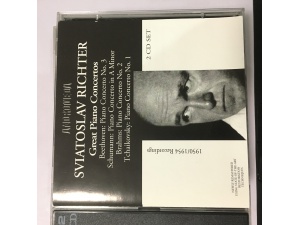 SVIATOSLAV RICHTER
Great Piano Concertos
Beethoven: Piano Concerto No. 3
Schumann: Piano Concerto in A Minor
Brahms: Piano Concerto No. 2
Tchaikovsky: Piano Concerto No. 1
2 CD SET
1950/1954 Recordings